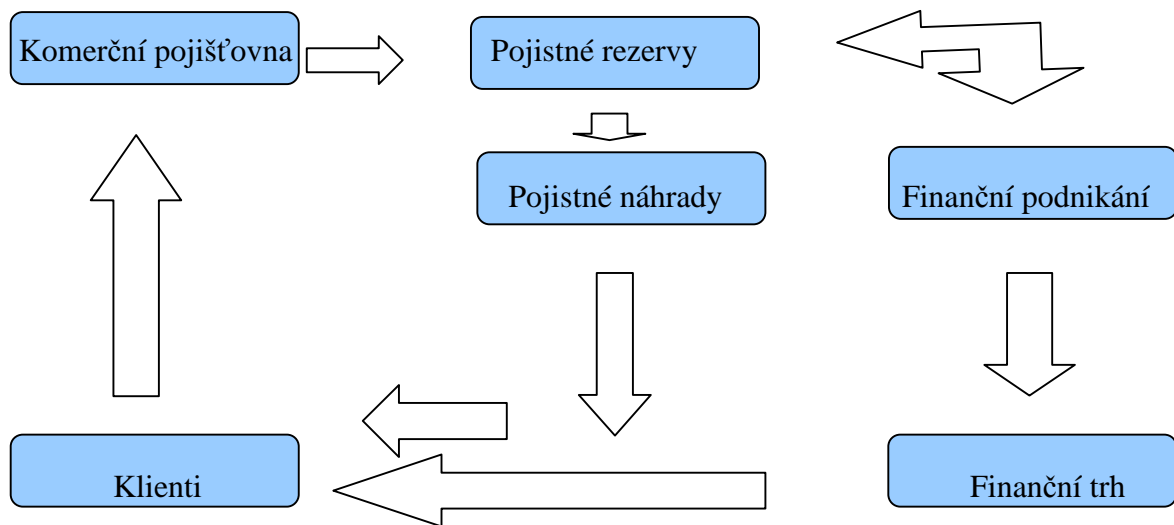 Komerční pojišťovna
Pojistné rezervy
Pojistné náhrady
Finanční podnikání
Klienti
Finanční trh